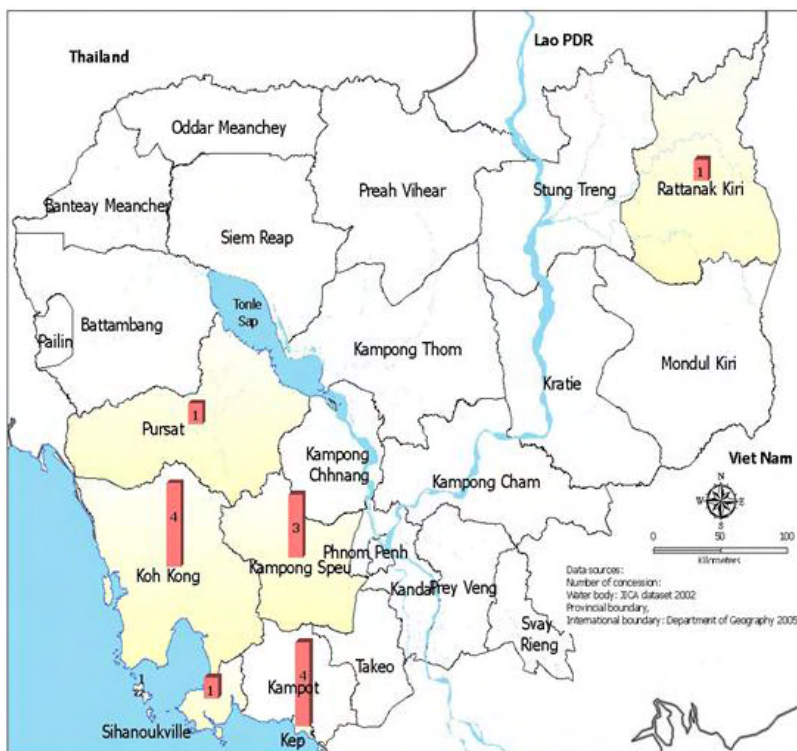 Thailand
Lao PDR
Oddar Meanchey
Preah Vihear
Stung Treng
1
Rattanak Kiri
Banteay Meanchey
Siem Reap
Tonle
Sap
Battambang
Pailin
Kampong Thom
Mondul Kiri
Kratie
1
Pursat
Kampong
Chhnang
Kampong Cham
Viet Nam
N
W
E
S
4
3
Koh Kong
Kampong Speu
Phnom Penh
0 50 100
Kilometers
Kandal
Prey Veng
Svay
Rieng
Data sources:
Number of concession:
Water body: JICA dataset 2002
Provincial boundary,
International boundary: Department of Geography 2005
Takeo
4
Kampot
1
Sihanoukville
Kep